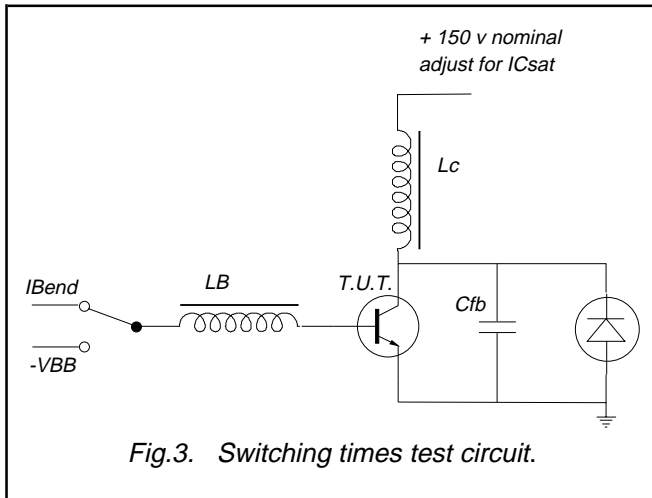 + 150 v nominal
adjust for ICsat
Lc
IBend
LB
T.U.T.
Cfb
-VBB
Fig.3. Switching times test circuit.